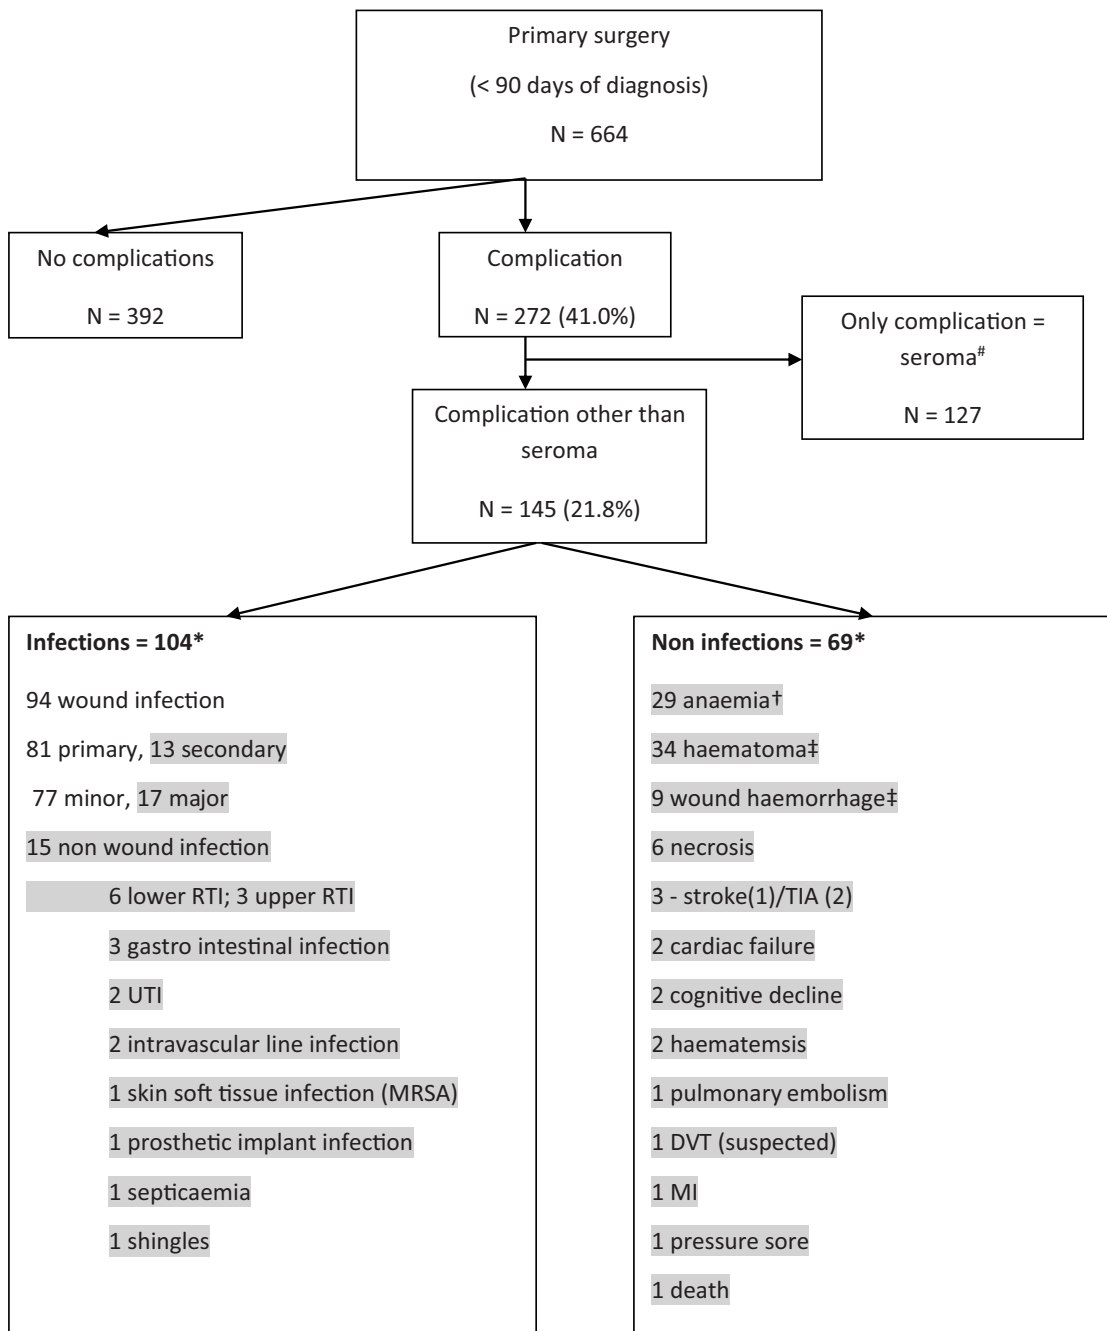 Primary surgery
(< 90 days of diagnosis)
N = 664
No complications
N = 392
Complication
N = 272 (41.0%)
Only complication =
seroma#
N = 127
Complication other than
seroma
N = 145 (21.8%)
Infections = 104*
94 wound infection
81 primary, 13 secondary
77 minor, 17 major
15 non wound infection
6 lower RTI; 3 upper RTI
3 gastro intestinal infection
2 UTI
2 intravascular line infection
1 skin soft tissue infection (MRSA)
1 prosthetic implant infection
1 septicaemia
1 shingles
Non infections = 69*
29 anaemia†
34 haematoma‡
9 wound haemorrhage‡
6 necrosis
3 - stroke(1)/TIA (2)
2 cardiac failure
2 cognitive decline
2 haematemsis
1 pulmonary embolism
1 DVT (suspected)
1 MI
1 pressure sore
1 death